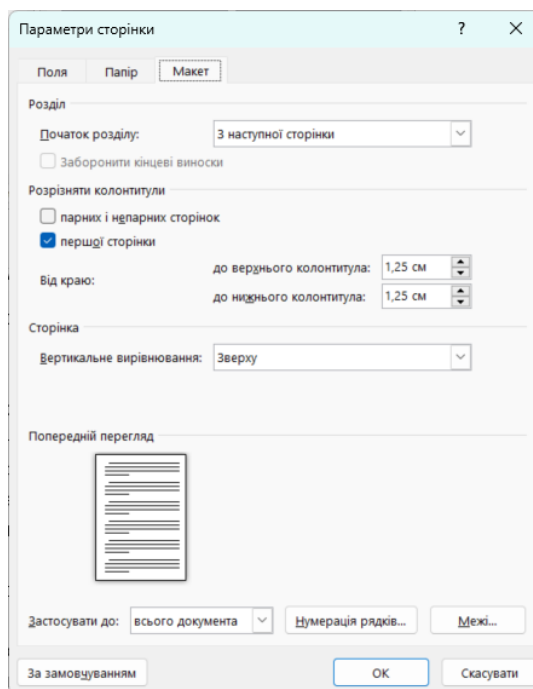 Параметри сторінки ?
Поля Папір Макет
Розділ
Початок розділу: З наступної сторінки
Заборонити кінцеві виноски
Розрізняти колонтитули
парних і непарних сторінок
першої сторінки
Від краю:
до верхнього колонтитула: 1,25 см
до нижнього колонтитула: 1,25 см
Сторінка
Вертикальне вирівнювання: Зверху
Попередній перегляд
Застосувати до: всього документа Нумерація рядків... Межі...
За замовчуванням ОК Скасувати